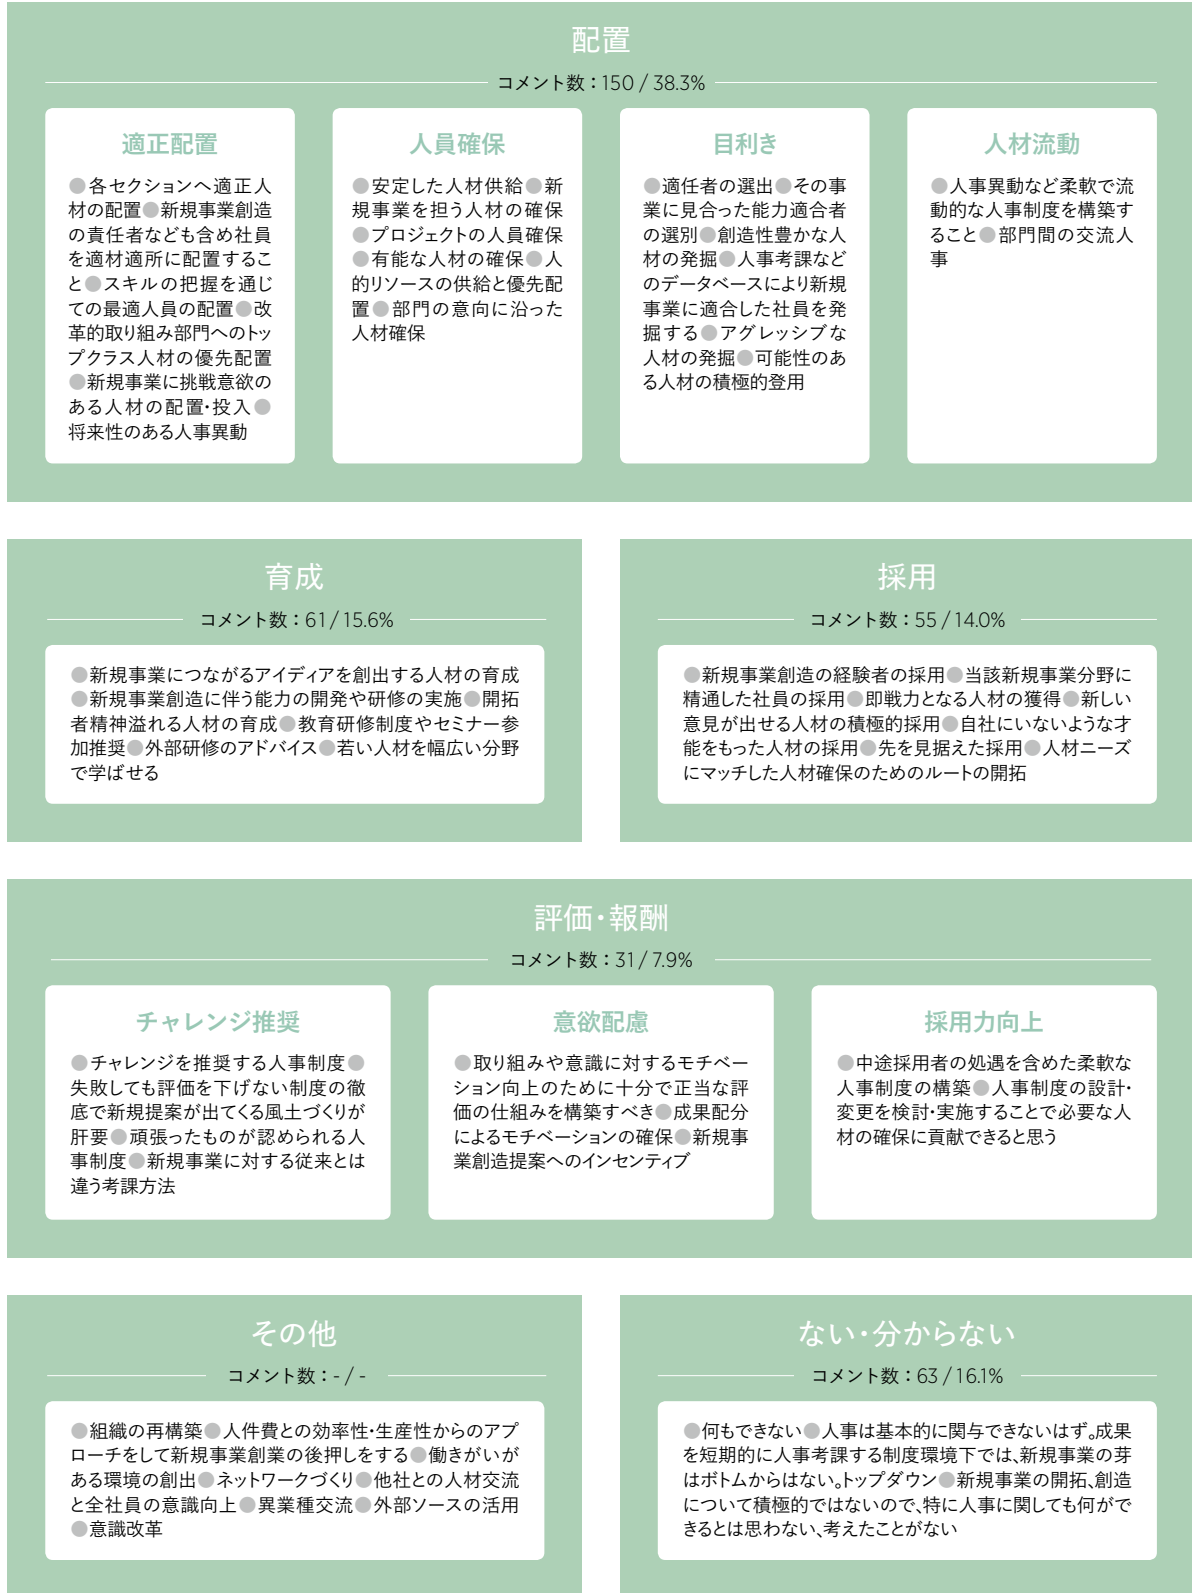 配置
コメント数：150 / 38.3%
適正配置
●各セクションへ適正人
材の配置●新規事業創造
の責任者なども含め社員
を適材適所に配置するこ
と●スキルの把握を通じ
ての最適人員の配置●改
革的取り組み部門へのトッ
プクラス人材の優先配置
●新規事業に挑戦意欲の
ある人材の配置・投入●
将来性のある人事異動
人員確保
●安定した人材供給●新
規事業を担う人材の確保
●プロジェクトの人員確保
●有能な人材の確保●人
的リソースの供給と優先配
置●部門の意向に沿った
人材確保
目利き
●適任者の選出●その事
業に見合った能力適合者
の選別●創造性豊かな人
材の発掘●人事考課など
のデータベースにより新規
事業に適合した社員を発
掘する●アグレッシブな
人材の発掘●可能性のあ
る人材の積極的登用
人材流動
●人事異動など柔軟で流
動的な人事制度を構築す
ること●部門間の交流人
事
育成
コメント数：61 / 15.6%
●新規事業につながるアイディアを創出する人材の育成
●新規事業創造に伴う能力の開発や研修の実施●開拓
者精神溢れる人材の育成●教育研修制度やセミナー参
加推奨●外部研修のアドバイス●若い人材を幅広い分野
で学ばせる
採用
コメント数：55 / 14.0%
●新規事業創造の経験者の採用●当該新規事業分野に
精通した社員の採用●即戦力となる人材の獲得●新しい
意見が出せる人材の積極的採用●自社にいないような才
能をもった人材の採用●先を見据えた採用●人材ニーズ
にマッチした人材確保のためのルートの開拓
評価・報酬
コメント数：31 / 7.9%
チャレンジ推奨
●チャレンジを推奨する人事制度●
失敗しても評価を下げない制度の徹
底で新規提案が出てくる風土づくりが
肝要●頑張ったものが認められる人
事制度●新規事業に対する従来とは
違う考課方法
意欲配慮
●取り組みや意識に対するモチベー
ション向上のために十分で正当な評
価の仕組みを構築すべき●成果配分
によるモチベーションの確保●新規事
業創造提案へのインセンティブ
採用力向上
●中途採用者の処遇を含めた柔軟な
人事制度の構築●人事制度の設計・
変更を検討・実施することで必要な人
材の確保に貢献できると思う
その他
コメント数：- / -
●組織の再構築●人件費との効率性・生産性からのアプ
ローチをして新規事業創業の後押しをする●働きがいが
ある環境の創出●ネットワークづくり●他社との人材交流
と全社員の意識向上●異業種交流●外部ソースの活用
●意識改革
ない・分からない
コメント数：63 / 16.1%
●何もできない●人事は基本的に関与できないはず。成果
を短期的に人事考課する制度環境下では、新規事業の芽
はボトムからはない。トップダウン●新規事業の開拓、創造
について積極的ではないので、特に人事に関しても何がで
きるとは思わない、考えたことがない